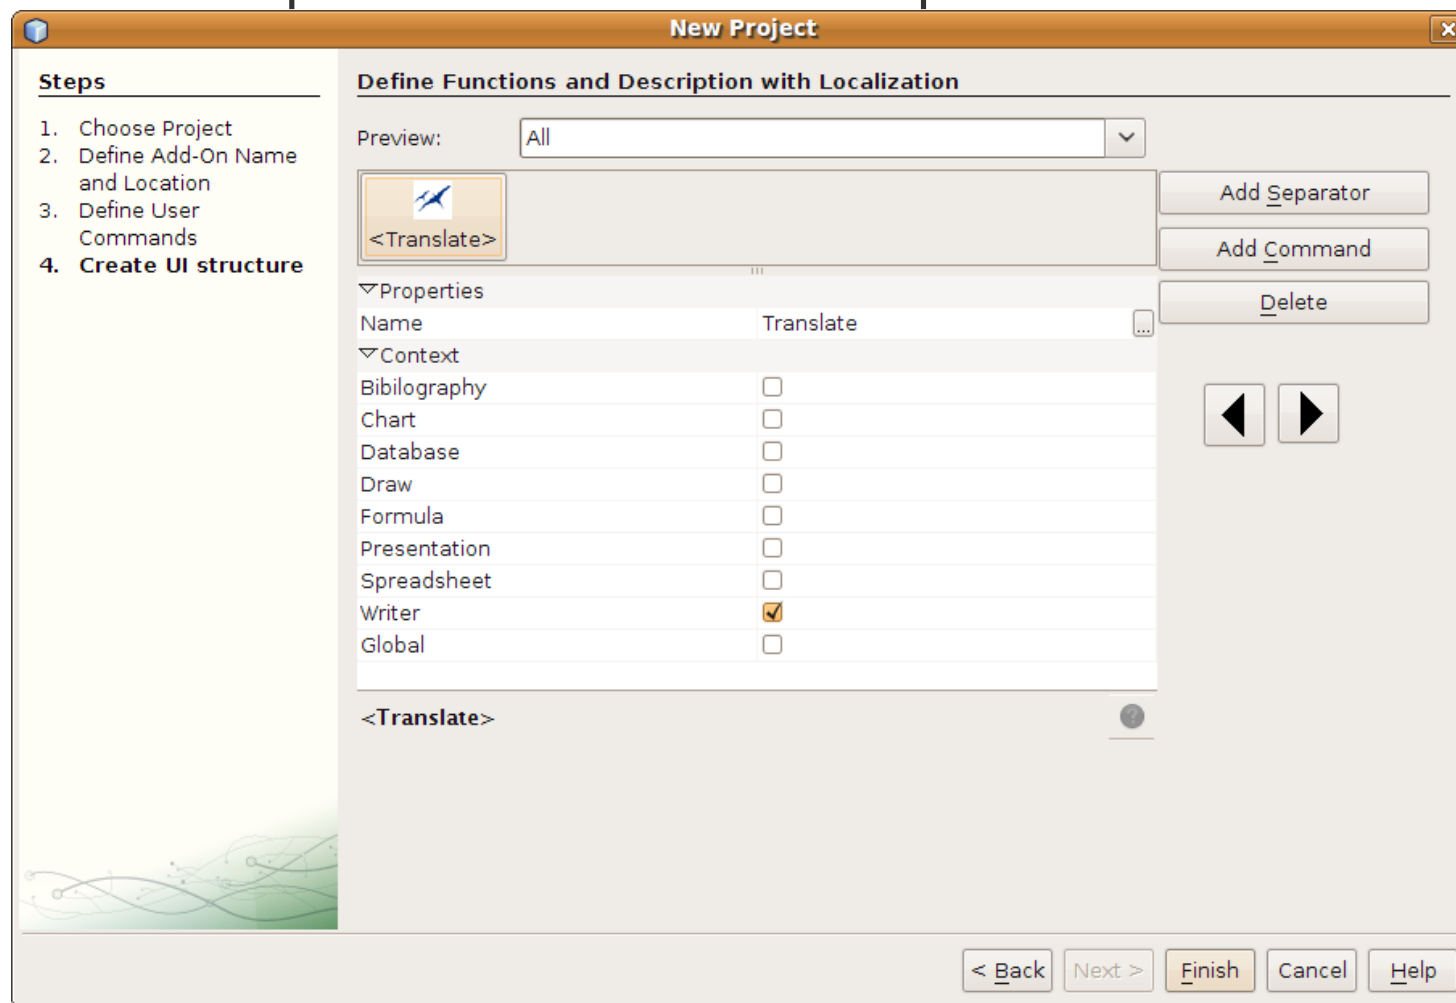 New Project
Steps
1. Choose Project
2. Define Add-On Name
and Location
3. Define User
Commands
4. Create UI structure
Define Functions and Description with Localization
Preview: All
<Translate>
Add Separator
Add Command
Delete
Properties
Name Translate ...
Context
Bibilography
Chart
Database
Draw
Formula
Presentation
Spreadsheet
Writer
Global
<Translate>
?
< Back Next > Finish Cancel Help